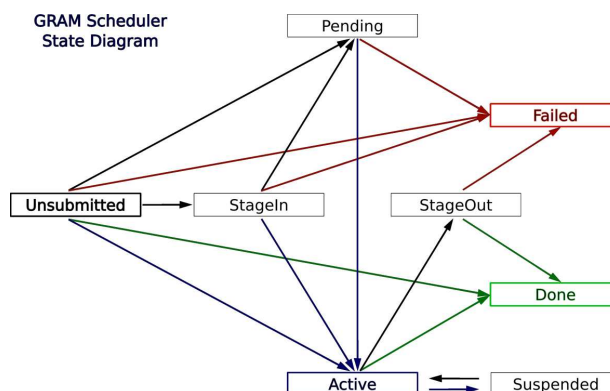 GRAM Scheduler
State Diagram
Pending
Failed
Unsubmitted
StageIn
StageOut
Done
Active
Suspended